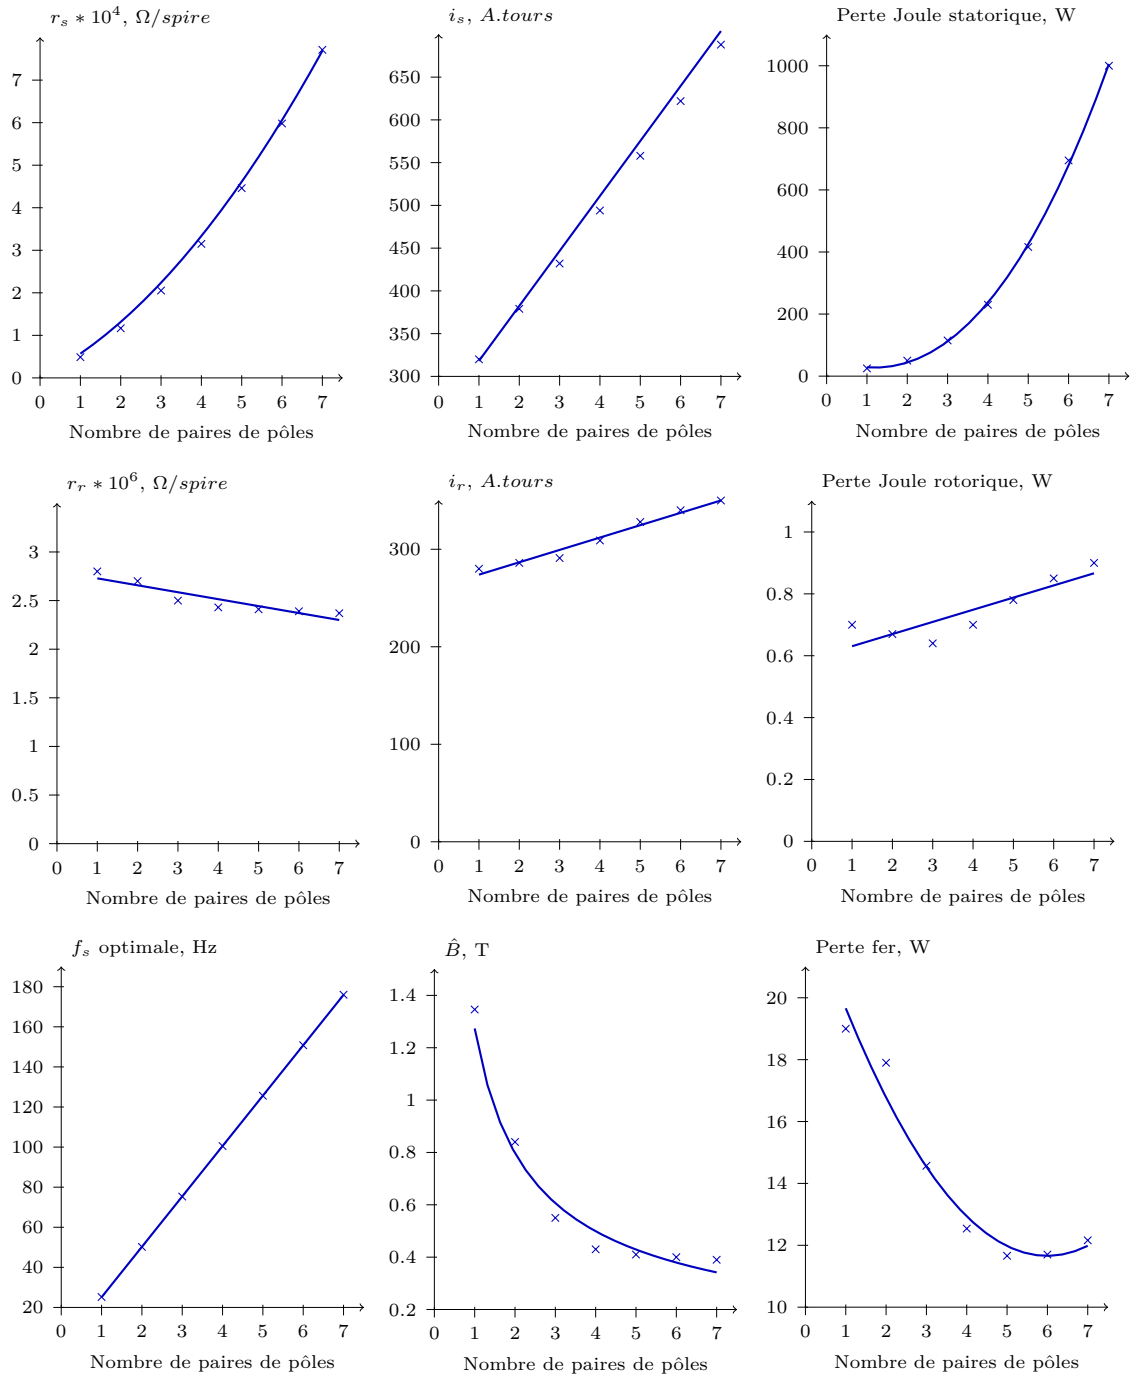 r_s * 10^4, Ω/spire
7
6
5
4
3
2
1
0
0 1 2 3 4 5 6 7
Nombre de paires de pôles
i_s, A.tours
650
600
550
500
450
400
350
300
0 1 2 3 4 5 6 7
Nombre de paires de pôles
Perte Joule statorique, W
1000
800
600
400
200
0
0 1 2 3 4 5 6 7
Nombre de paires de pôles
r_r * 10^6, Ω/spire
3
2.5
2
1.5
1
0.5
0
0 1 2 3 4 5 6 7
Nombre de paires de pôles
i_r, A.tours
300
200
100
0
0 1 2 3 4 5 6 7
Nombre de paires de pôles
Perte Joule rotorique, W
1
0.8
0.6
0.4
0.2
0
0 1 2 3 4 5 6 7
Nombre de paires de pôles
f_s optimale, Hz
180
160
140
120
100
80
60
40
20
0 1 2 3 4 5 6 7
Nombre de paires de pôles
B̂, T
1.4
1.2
1
0.8
0.6
0.4
0.2
0 1 2 3 4 5 6 7
Nombre de paires de pôles
Perte fer, W
20
18
16
14
12
10
0 1 2 3 4 5 6 7
Nombre de paires de pôles